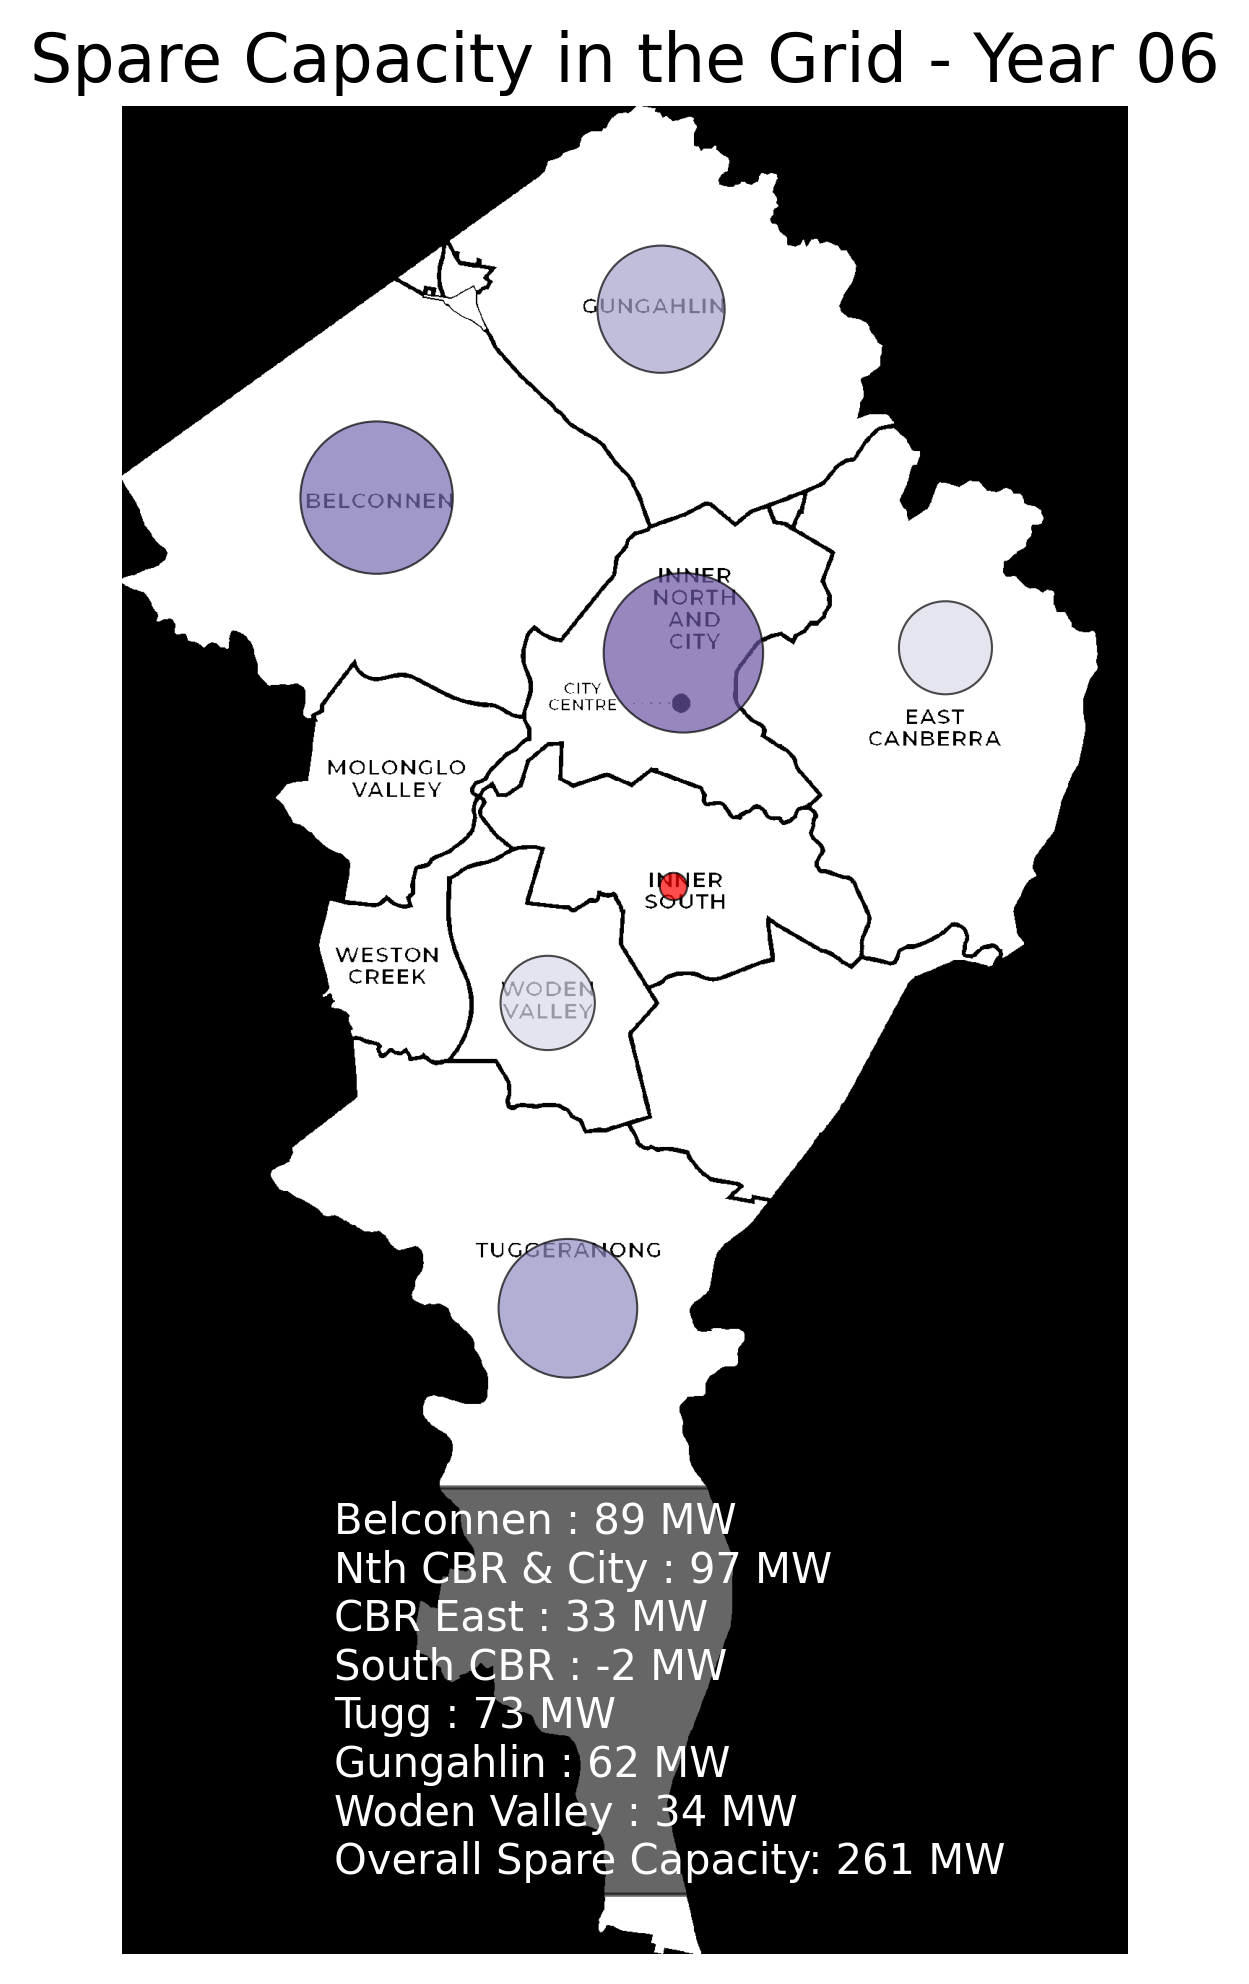 Spare Capacity in the Grid - Year 06
GUNGAHLIN
BELCONNEN
INNER
NORTH
AND
CITY
CITY
CENTRE
EAST
CANBERRA
MOLONGLO
VALLEY
INNER
SOUTH
WESTON
CREEK
WODEN
VALLEY
TUGGERANONG
Belconnen : 89 MW
Nth CBR & City : 97 MW
CBR East : 33 MW
South CBR : -2 MW
Tugg : 73 MW
Gungahlin : 62 MW
Woden Valley : 34 MW
Overall Spare Capacity: 261 MW